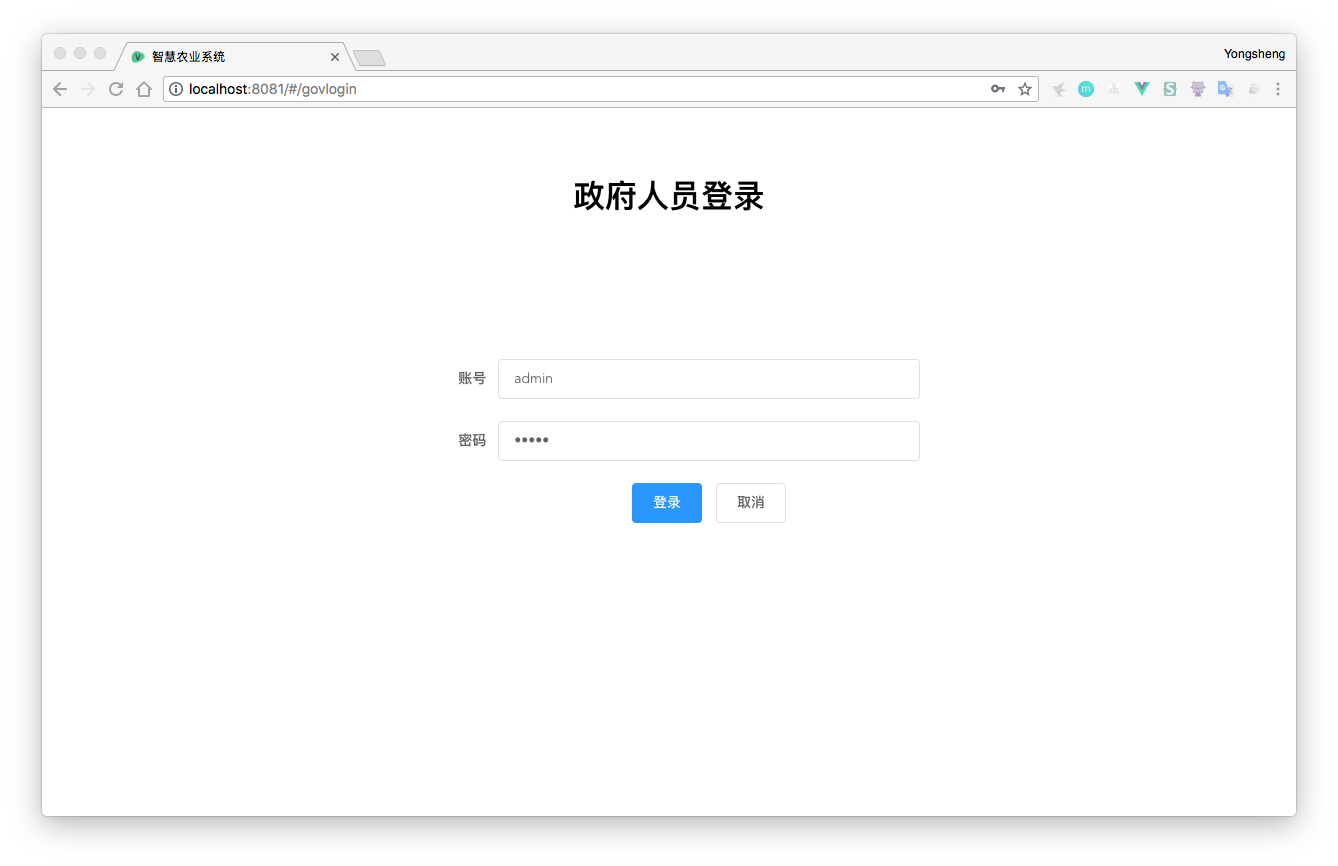 智慧农业系统
Yongsheng
localhost:8081/#/govlogin
政府人员登录
账号 admin
密码 •••••
登录 取消